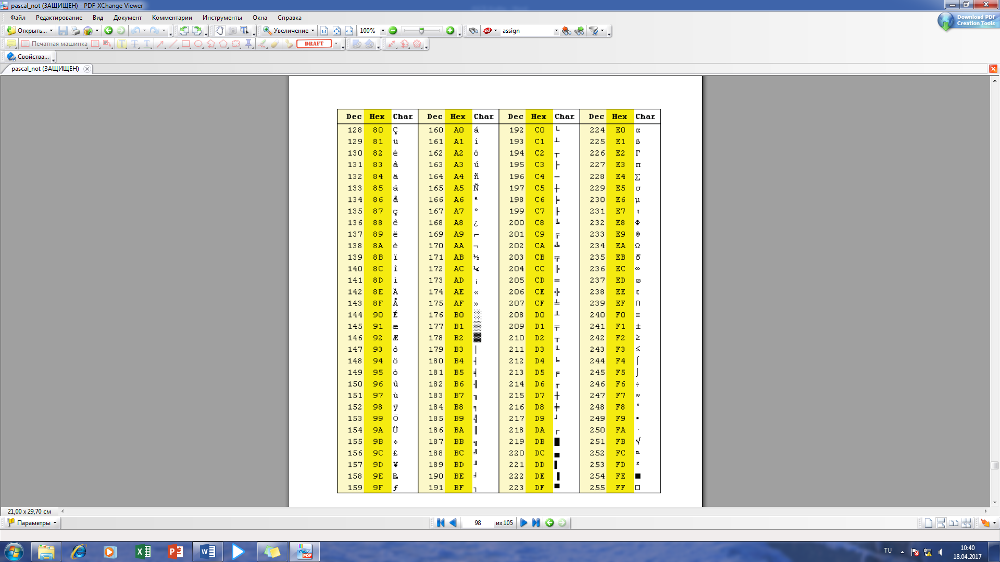 pascal_not (ЗАЩИЩЕН) - PDF-XChange Viewer
Файл Редактирование Вид Документ Комментарии Инструменты Окна Справка
Download PDF Creation Tools
Открыть... Увеличение 100% assign
Печатная машинка DRAFT
Свойства...
pascal_not (ЗАЩИЩЕН)
Dec Hex Char Dec Hex Char Dec Hex Char Dec Hex Char
128 80 Ç 160 A0 á 192 C0 └ 224 E0 α
129 81 ü 161 A1 í 193 C1 ┴ 225 E1 ß
130 82 é 162 A2 ó 194 C2 ┬ 226 E2 Γ
131 83 â 163 A3 ú 195 C3 ├ 227 E3 π
132 84 ä 164 A4 ñ 196 C4 ─ 228 E4 Σ
133 85 à 165 A5 Ñ 197 C5 ┼ 229 E5 σ
134 86 å 166 A6 ª 198 C6 ╞ 230 E6 µ
135 87 ç 167 A7 º 199 C7 ╟ 231 E7 τ
136 88 ê 168 A8 ¿ 200 C8 ╚ 232 E8 Φ
137 89 ë 169 A9 ⌐ 201 C9 ╔ 233 E9 Θ
138 8A è 170 AA ¬ 202 CA ╩ 234 EA Ω
139 8B ï 171 AB ½ 203 CB ╦ 235 EB δ
140 8C î 172 AC ¼ 204 CC ╠ 236 EC ∞
141 8D ì 173 AD ¡ 205 CD ═ 237 ED ø
142 8E Ä 174 AE « 206 CE ╬ 238 EE ε
143 8F Å 175 AF » 207 CF ╧ 239 EF ∩
144 90 É 176 B0 ░ 208 D0 ╨ 240 F0 ≡
145 91 æ 177 B1 ▒ 209 D1 ╤ 241 F1 ±
146 92 Æ 178 B2 ▓ 210 D2 ╥ 242 F2 ≥
147 93 ô 179 B3 │ 211 D3 ╙ 243 F3 ≤
148 94 ö 180 B4 ┤ 212 D4 ╘ 244 F4 ⌠
149 95 ò 181 B5 ╡ 213 D5 ╒ 245 F5 ⌡
150 96 û 182 B6 ╢ 214 D6 ╓ 246 F6 ÷
151 97 ù 183 B7 ╖ 215 D7 ╫ 247 F7 ≈
152 98 ÿ 184 B8 ╕ 216 D8 ╪ 248 F8 °
153 99 Ö 185 B9 ╣ 217 D9 ┘ 249 F9 ∙
154 9A Ü 186 BA ║ 218 DA ┌ 250 FA ·
155 9B ¢ 187 BB ╗ 219 DB █ 251 FB √
156 9C £ 188 BC ╝ 220 DC ▄ 252 FC ⁿ
157 9D ¥ 189 BD ╜ 221 DD ▌ 253 FD ²
158 9E ₧ 190 BE ╛ 222 DE ▐ 254 FE ■
159 9F ƒ 191 BF ┐ 223 DF ▀ 255 FF □
21,00 x 29,70 см
Параметры 98 из 105
TU 10:40
18.04.2017